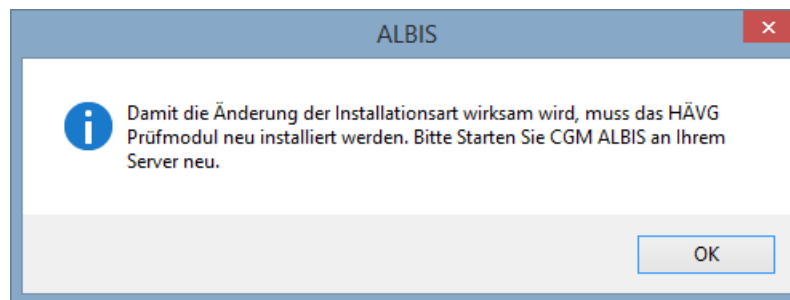 ALBIS
Damit die Änderung der Installationsart wirksam wird, muss das HÄVG
Prüfmodul neu installiert werden. Bitte Starten Sie CGM ALBIS an Ihrem
Server neu.
OK